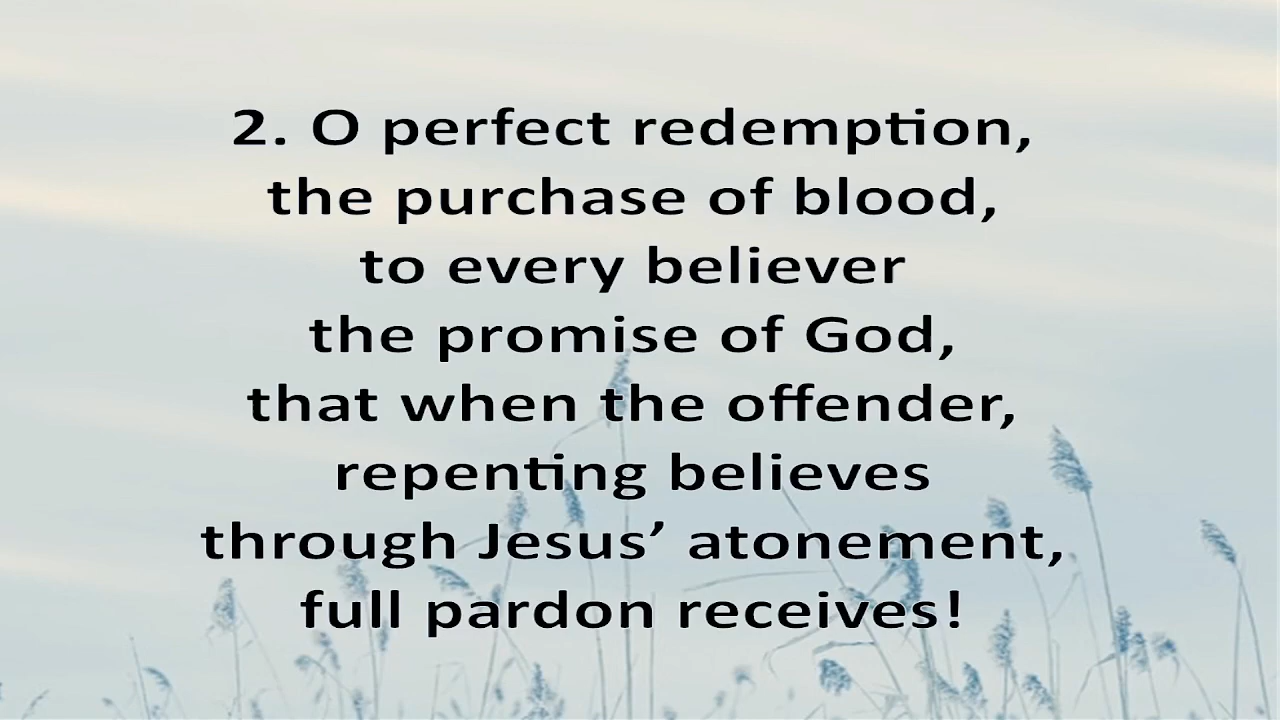 2. O perfect redemption,
the purchase of blood,
to every believer
the promise of God,
that when the offender,
repenting believes
through Jesus’ atonement,
full pardon receives!